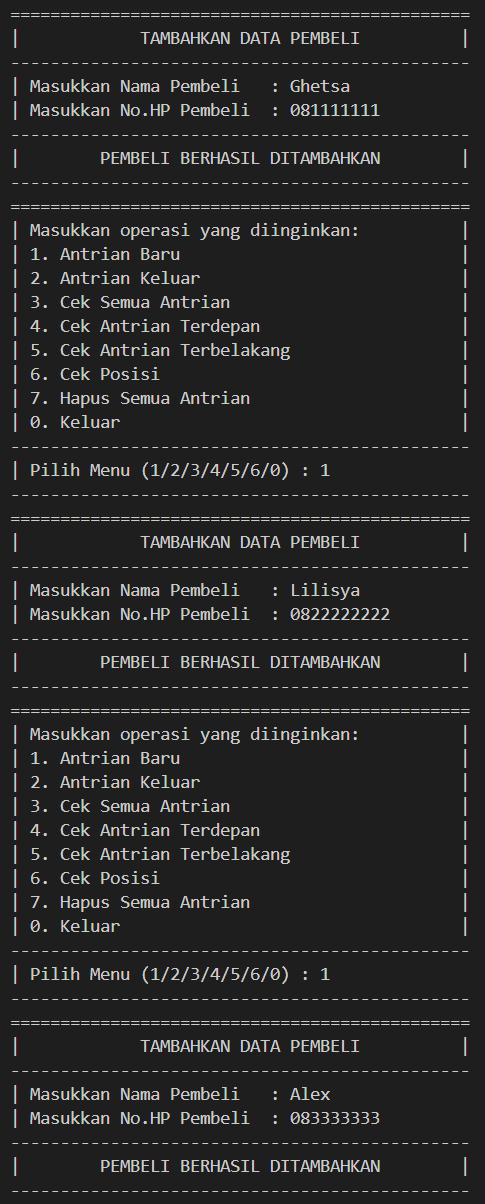 ==============================================
|            TAMBAHKAN DATA PEMBELI          |
----------------------------------------------
| Masukkan Nama Pembeli   : Ghetsa
| Masukkan No.HP Pembeli  : 081111111
----------------------------------------------
|        PEMBELI BERHASIL DITAMBAHKAN        |
----------------------------------------------
==============================================
| Masukkan operasi yang diinginkan:          |
| 1. Antrian Baru                            |
| 2. Antrian Keluar                          |
| 3. Cek Semua Antrian                       |
| 4. Cek Antrian Terdepan                    |
| 5. Cek Antrian Terbelakang                 |
| 6. Cek Posisi                              |
| 7. Hapus Semua Antrian                     |
| 0. Keluar                                  |
----------------------------------------------
| Pilih Menu (1/2/3/4/5/6/0) : 1
----------------------------------------------
==============================================
|            TAMBAHKAN DATA PEMBELI          |
----------------------------------------------
| Masukkan Nama Pembeli   : Lilisya
| Masukkan No.HP Pembeli  : 0822222222
----------------------------------------------
|        PEMBELI BERHASIL DITAMBAHKAN        |
----------------------------------------------
==============================================
| Masukkan operasi yang diinginkan:          |
| 1. Antrian Baru                            |
| 2. Antrian Keluar                          |
| 3. Cek Semua Antrian                       |
| 4. Cek Antrian Terdepan                    |
| 5. Cek Antrian Terbelakang                 |
| 6. Cek Posisi                              |
| 7. Hapus Semua Antrian                     |
| 0. Keluar                                  |
----------------------------------------------
| Pilih Menu (1/2/3/4/5/6/0) : 1
----------------------------------------------
==============================================
|            TAMBAHKAN DATA PEMBELI          |
----------------------------------------------
| Masukkan Nama Pembeli   : Alex
| Masukkan No.HP Pembeli  : 083333333
----------------------------------------------
|        PEMBELI BERHASIL DITAMBAHKAN        |
----------------------------------------------